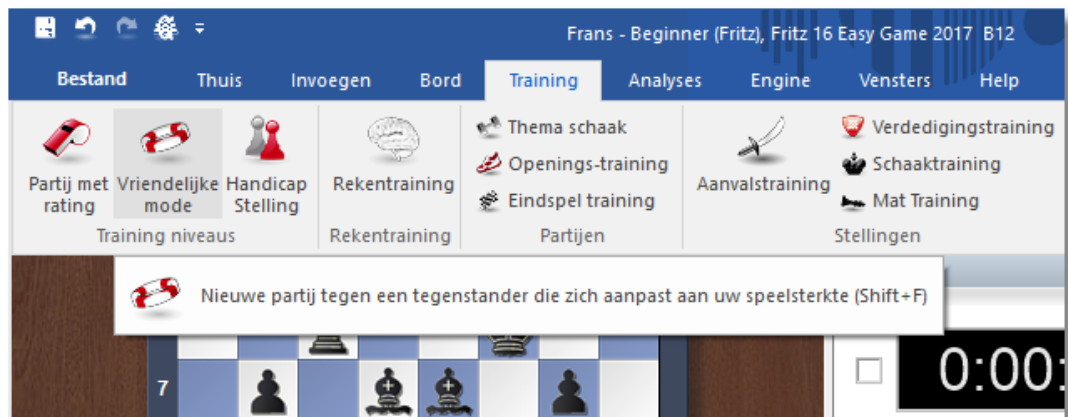 Frans - Beginner (Fritz), Fritz 16 Easy Game 2017 B12
Bestand Thuis Invoegen Bord Training Analyses Engine Vensters Help
Partij met rating
Vriendelijke mode
Handicap Stelling
Training niveaus
Rekentraining
Rekentraining
Thema schaak
Openings-training
Eindspel training
Partijen
Aanvalstraining
Verdedigingstraining
Schaaktraining
Mat Training
Stellingen
Nieuwe partij tegen een tegenstander die zich aanpast aan uw speelsterkte (Shift+F)
7
0:00: